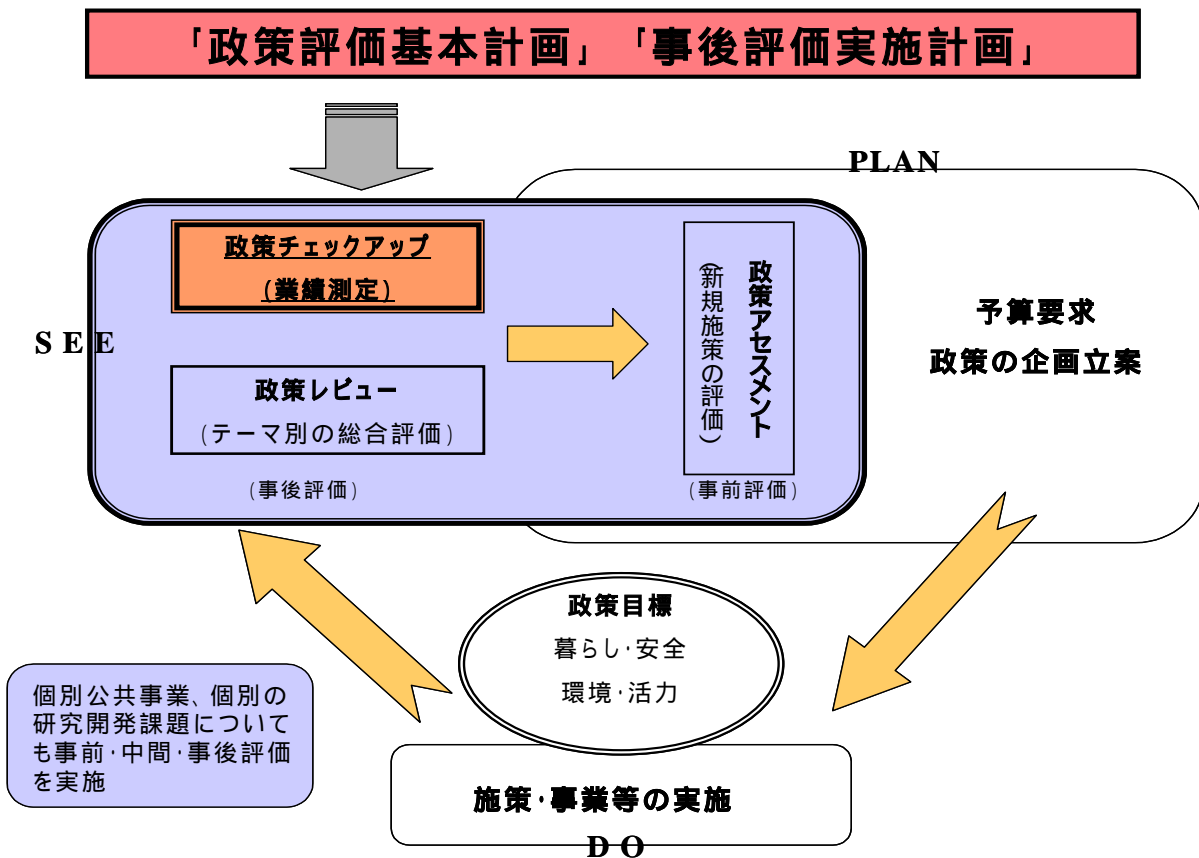 「政策評価基本計画」「事後評価実施計画」
PLAN
政策チェックアップ
(業績測定)
政策アセスメント
(新規施策の評価)
予算要求
政策の企画立案
SEE
政策レビュー
(テーマ別の総合評価)
(事後評価)
(事前評価)
政策目標
暮らし・安全
環境・活力
個別公共事業、個別の
研究開発課題について
も事前・中間・事後評価
を実施
施策・事業等の実施
DO